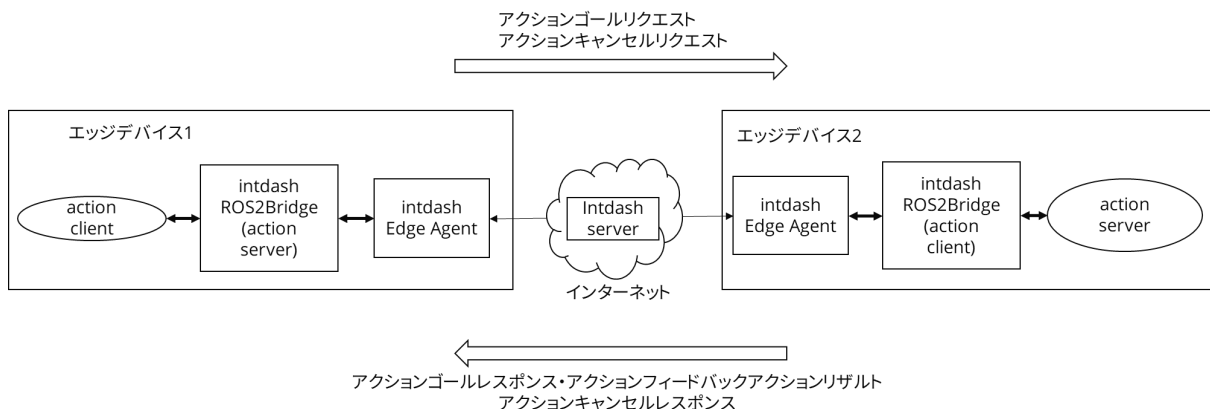 アクションゴールリクエスト
アクションキャンセルリクエスト
エッジデバイス1
action
client
intdash
ROS2Bridge
(action
server)
intdash
Edge Agent
Intdash
server
インターネット
エッジデバイス2
intdash
Edge Agent
intdash
ROS2Bridge
(action
client)
action
server
アクションゴールレスポンス・アクションフィードバックアクションリザルト
アクションキャンセルレスポンス